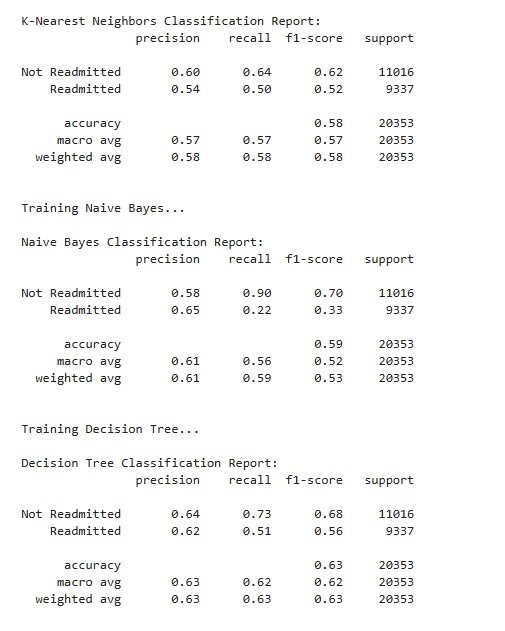 K-Nearest Neighbors Classification Report:
precision recall f1-score support
Not Readmitted 0.60 0.64 0.62 11016
Readmitted 0.54 0.50 0.52 9337
accuracy 0.58 20353
macro avg 0.57 0.57 0.57 20353
weighted avg 0.58 0.58 0.58 20353
Training Naive Bayes...
Naive Bayes Classification Report:
precision recall f1-score support
Not Readmitted 0.58 0.90 0.70 11016
Readmitted 0.65 0.22 0.33 9337
accuracy 0.59 20353
macro avg 0.61 0.56 0.52 20353
weighted avg 0.61 0.59 0.53 20353
Training Decision Tree...
Decision Tree Classification Report:
precision recall f1-score support
Not Readmitted 0.64 0.73 0.68 11016
Readmitted 0.62 0.51 0.56 9337
accuracy 0.63 20353
macro avg 0.63 0.62 0.62 20353
weighted avg 0.63 0.63 0.63 20353